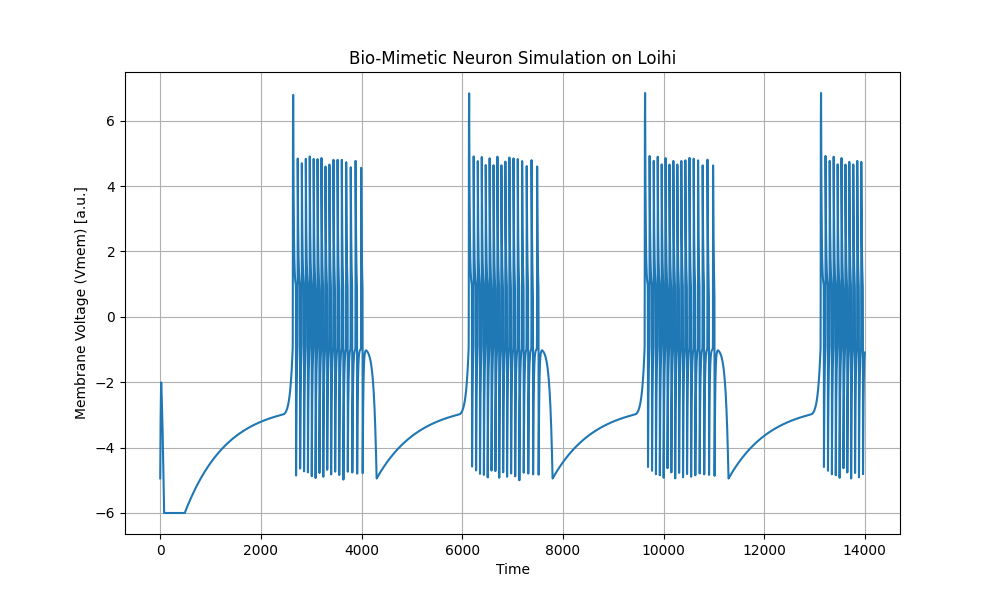 Bio-Mimetic Neuron Simulation on Loihi
Membrane Voltage (Vmem) [a.u.]
6
4
2
0
−2
−4
−6
0 2000 4000 6000 8000 10000 12000 14000
Time